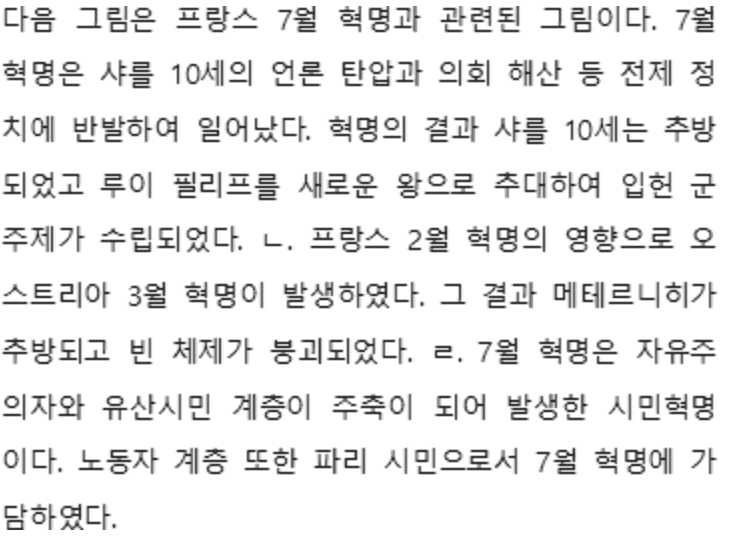 다음 그림은 프랑스 7월 혁명과 관련된 그림이다. 7월
혁명은 샤를 10세의 언론 탄압과 의회 해산 등 전제 정
치에 반발하여 일어났다. 혁명의 결과 샤를 10세는 추방
되었고 루이 필리프를 새로운 왕으로 추대하여 입헌 군
주제가 수립되었다. ㄴ. 프랑스 2월 혁명의 영향으로 오
스트리아 3월 혁명이 발생하였다. 그 결과 메테르니히가
추방되고 빈 체제가 붕괴되었다. ㄹ. 7월 혁명은 자유주
의자와 유산시민 계층이 주축이 되어 발생한 시민혁명
이다. 노동자 계층 또한 파리 시민으로서 7월 혁명에 가
담하였다.